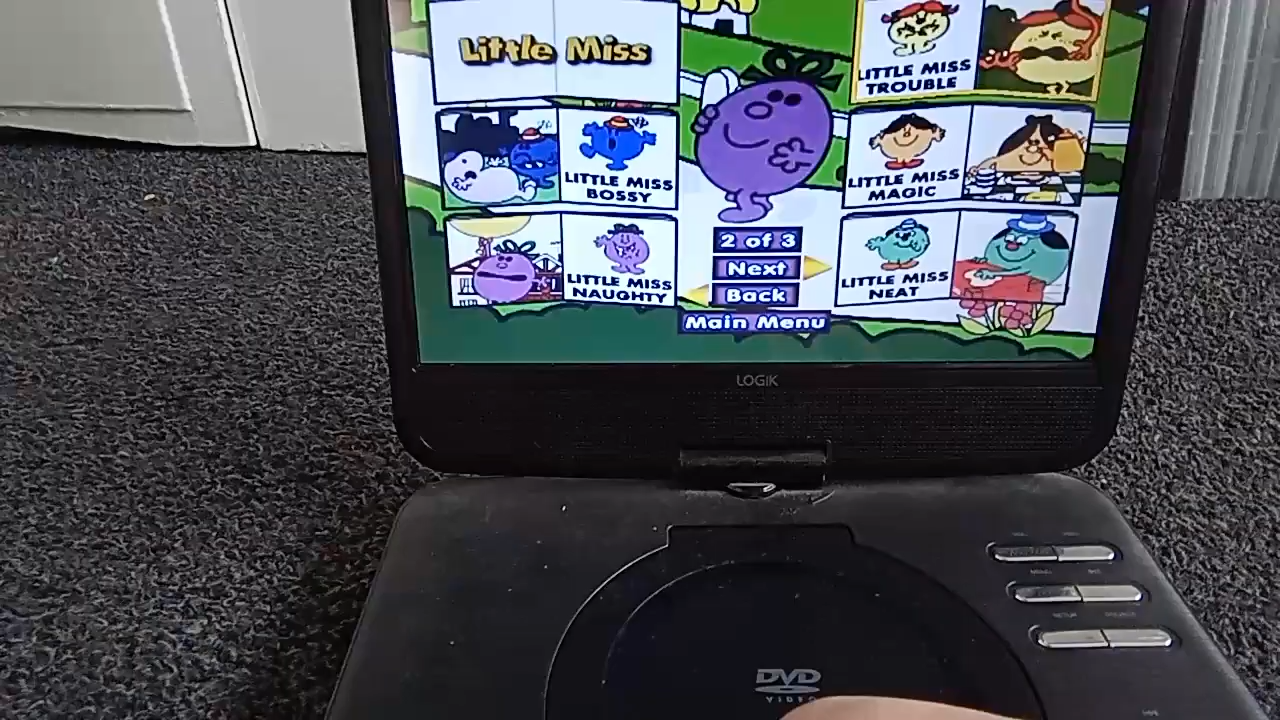 Little Miss
LITTLE MISS
BOSSY
LITTLE MISS
NAUGHTY
2 of 3
Next
Back
Main Menu
LITTLE MISS
TROUBLE
LITTLE MISS
MAGIC
LITTLE MISS
NEAT
LOGIK
DVD
VIDEO